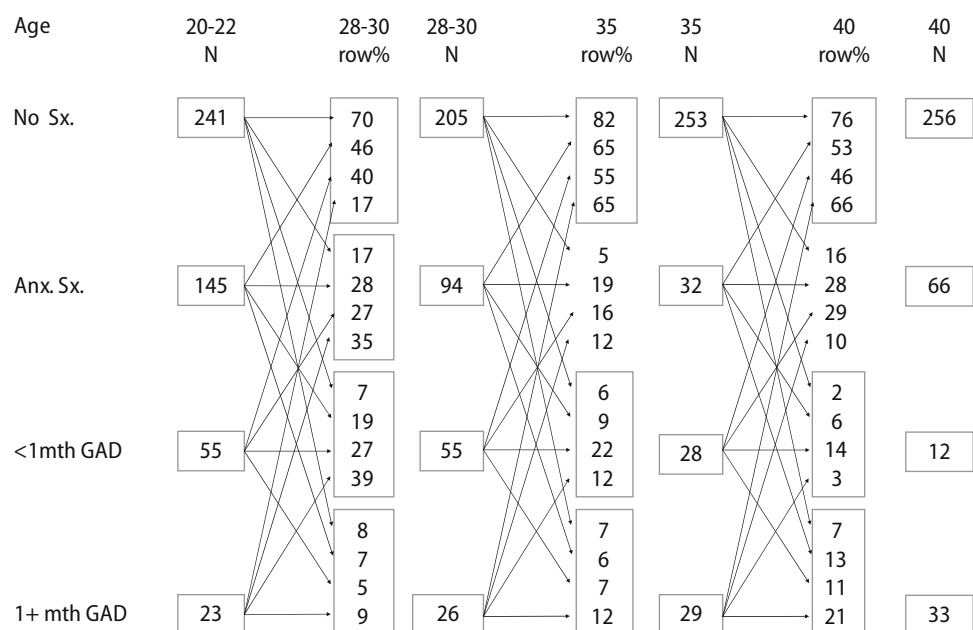 Age 20-22 28-30 28-30 35 35 40 40
N row% N row% N row% N
No Sx. 241 70 205 82 253 76 256
46 65 53
40 55 46
17 65 66
17 5 16
Anx. Sx. 145 28 94 19 32 28 66
27 16 29
35 12 10
7 6 2
19 9 6
<1mth GAD 55 27 55 22 28 14 12
39 12 3
8 7 7
7 6 13
5 7 11
1+ mth GAD 23 9 26 12 29 21 33